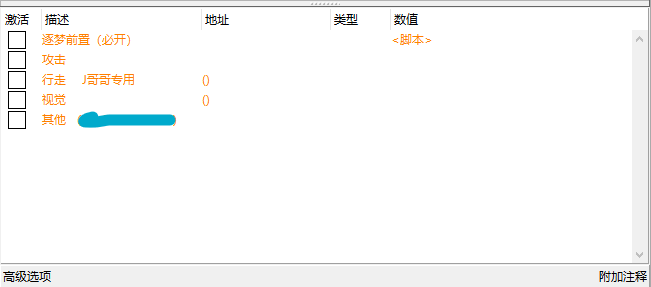 激活 描述 地址 类型 数值
逐梦前置（必开） <脚本>
攻击
行走 J哥哥专用 ()
视觉 ()
其他
高级选项 附加注释